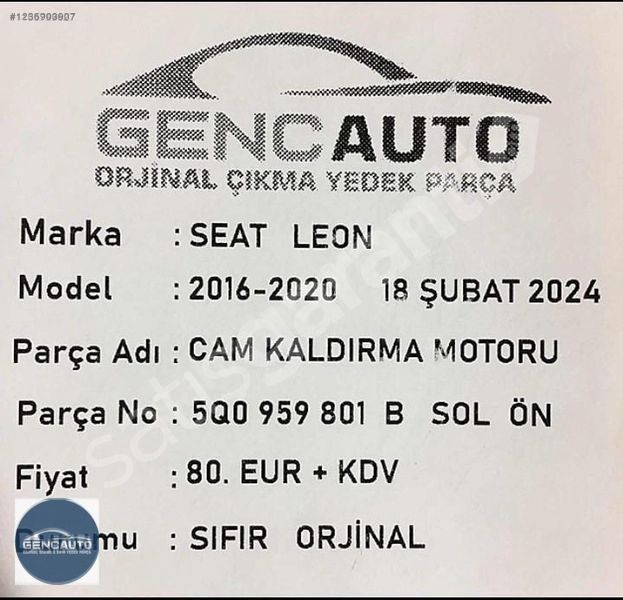 #1236909907
GENCAUTO
ORJİNAL ÇIKMA YEDEK PARÇA
Marka : SEAT LEON
Model : 2016-2020 18 ŞUBAT 2024
Parça Adı : CAM KALDIRMA MOTORU
Parça No : 5Q0 959 801 B SOL ÖN
Fiyat : 80. EUR + KDV
mu : SIFIR ORJİNAL
GENCAUTO